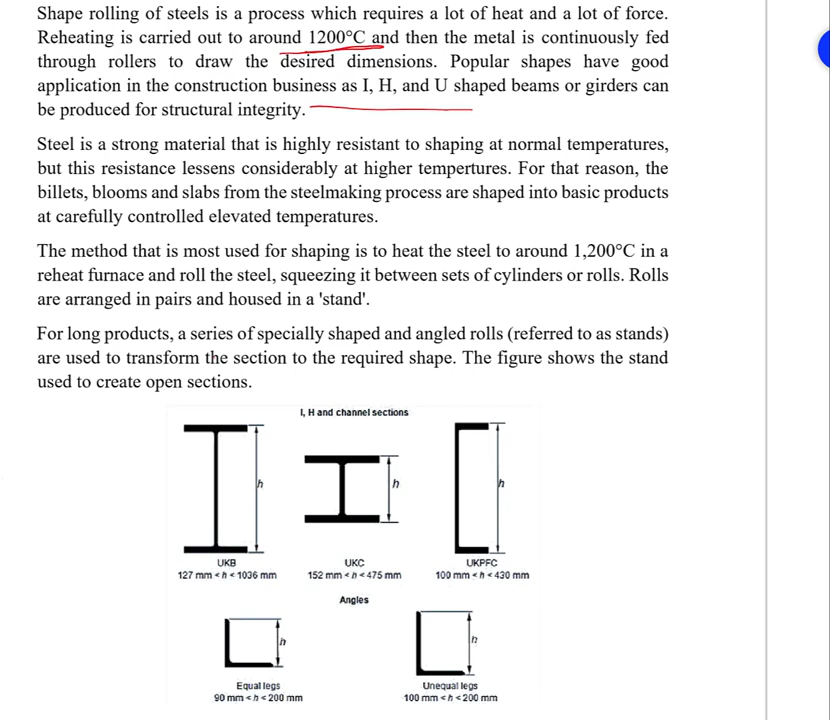 Shape rolling of steels is a process which requires a lot of heat and a lot of force.
Reheating is carried out to around 1200°C and then the metal is continuously fed
through rollers to draw the desired dimensions. Popular shapes have good
application in the construction business as I, H, and U shaped beams or girders can
be produced for structural integrity.
Steel is a strong material that is highly resistant to shaping at normal temperatures,
but this resistance lessens considerably at higher tempertures. For that reason, the
billets, blooms and slabs from the steelmaking process are shaped into basic products
at carefully controlled elevated temperatures.
The method that is most used for shaping is to heat the steel to around 1,200°C in a
reheat furnace and roll the steel, squeezing it between sets of cylinders or rolls. Rolls
are arranged in pairs and housed in a 'stand'.
For long products, a series of specially shaped and angled rolls (referred to as stands)
are used to transform the section to the required shape. The figure shows the stand
used to create open sections.
I, H and channel sections
h h h
UKB UKC UKPFC
127 mm < h < 1036 mm 152 mm < h < 475 mm 100 mm < h < 430 mm
Angles
h h
Equal legs Unequal legs
90 mm < h < 200 mm 100 mm < h < 200 mm